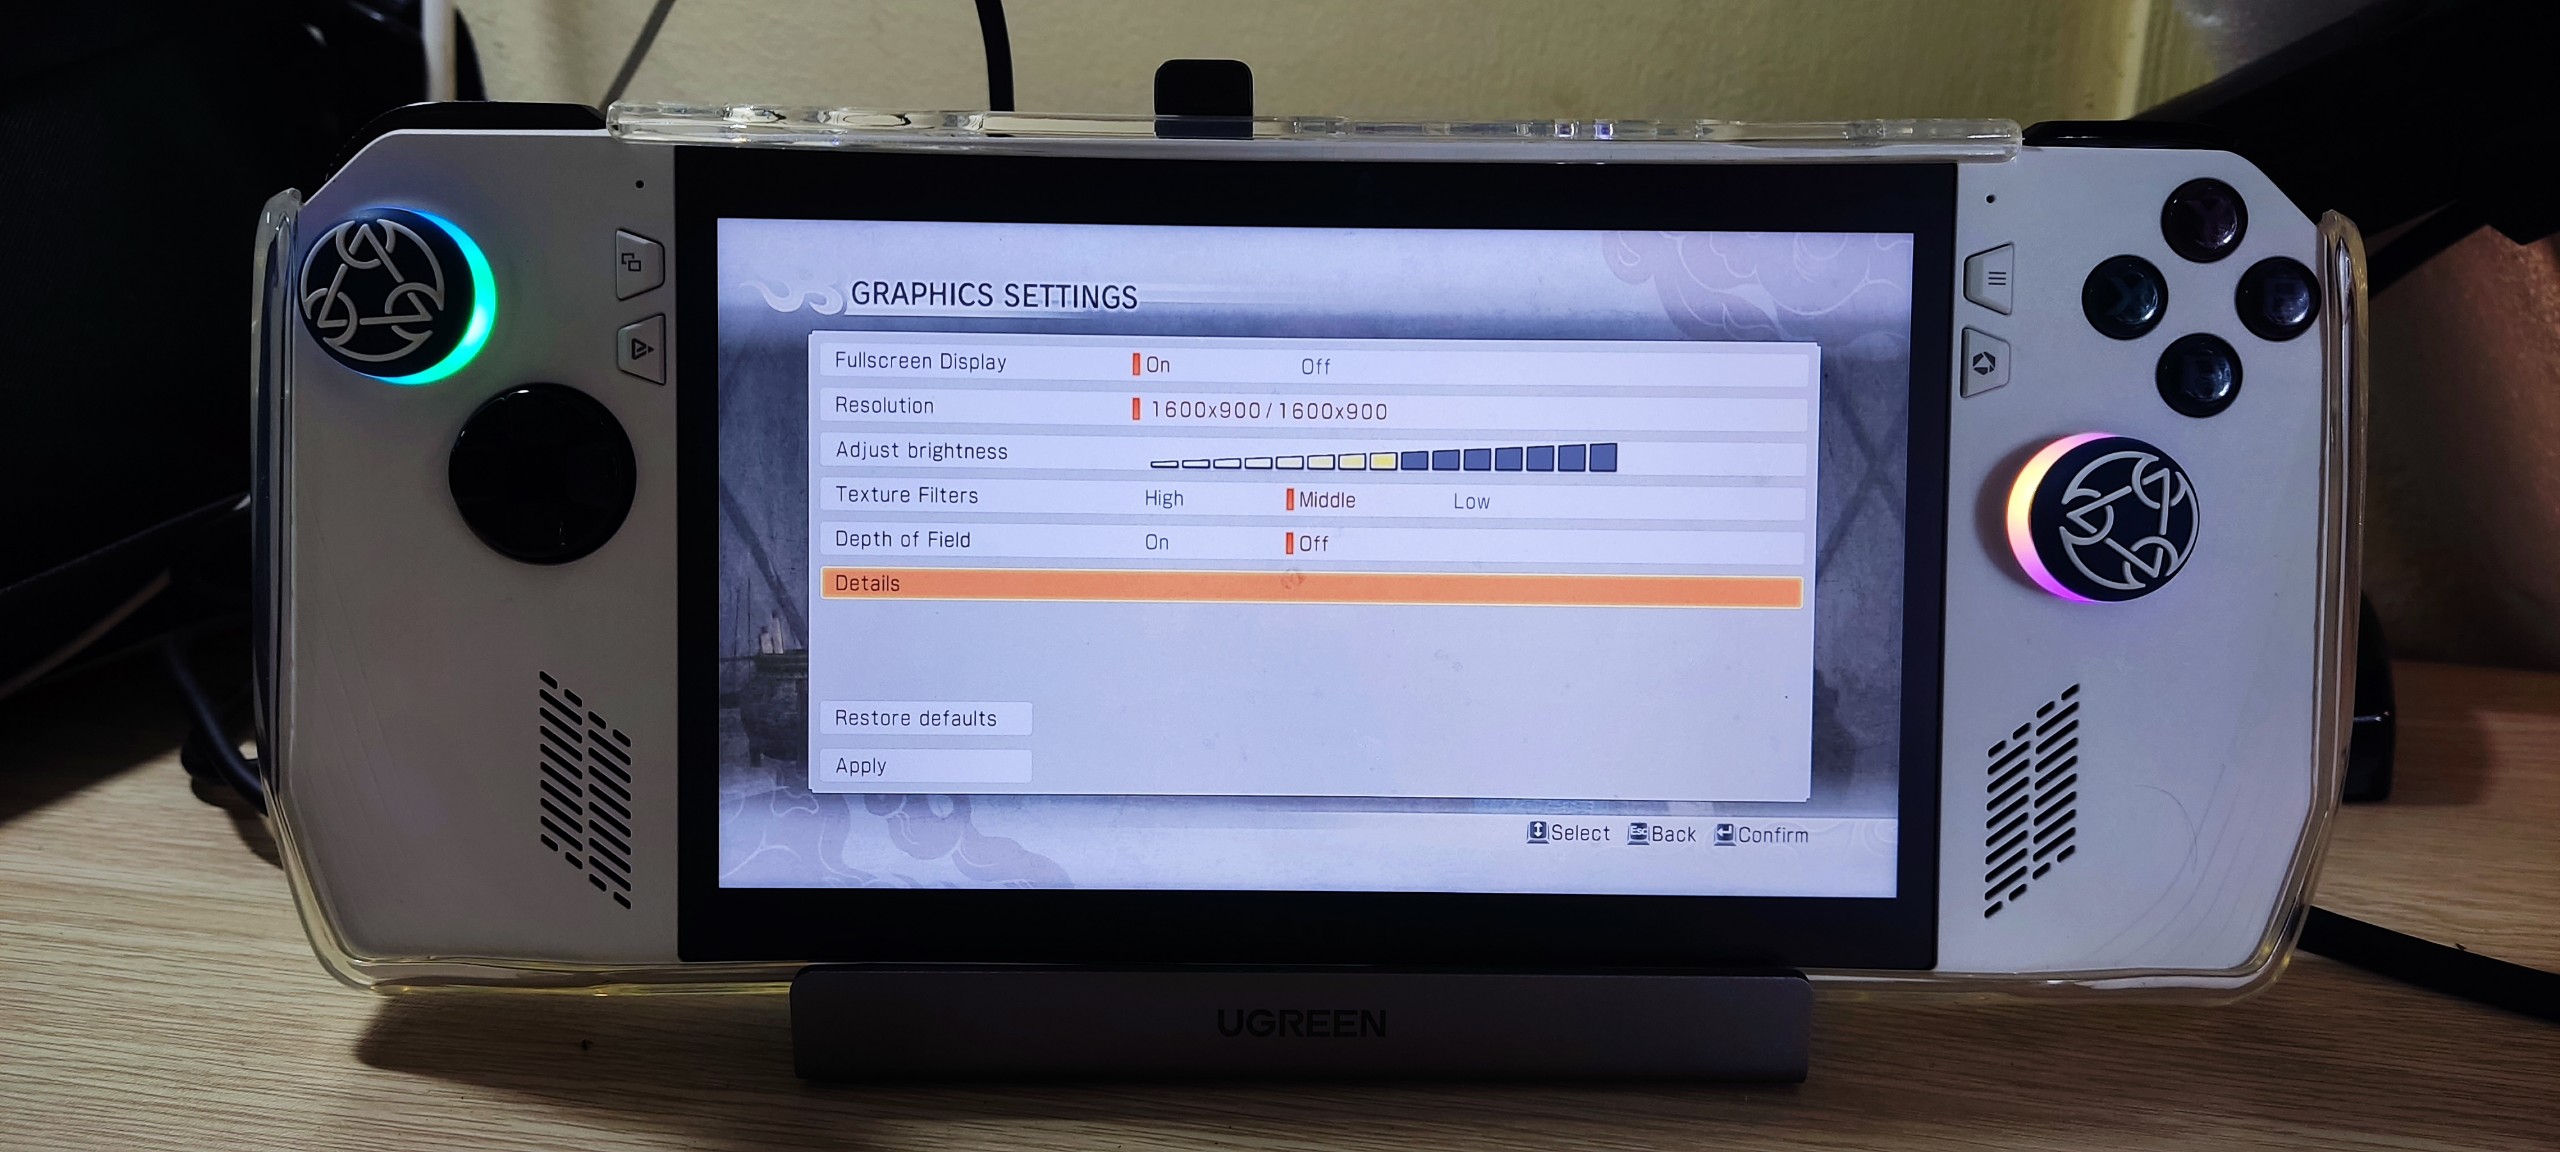 GRAPHICS SETTINGS
Fullscreen Display On Off
Resolution 1600x900/1600x900
Adjust brightness
Texture Filters High Middle Low
Depth of Field On Off
Details
Restore defaults
Apply
Select Esc Back Confirm
UGREEN